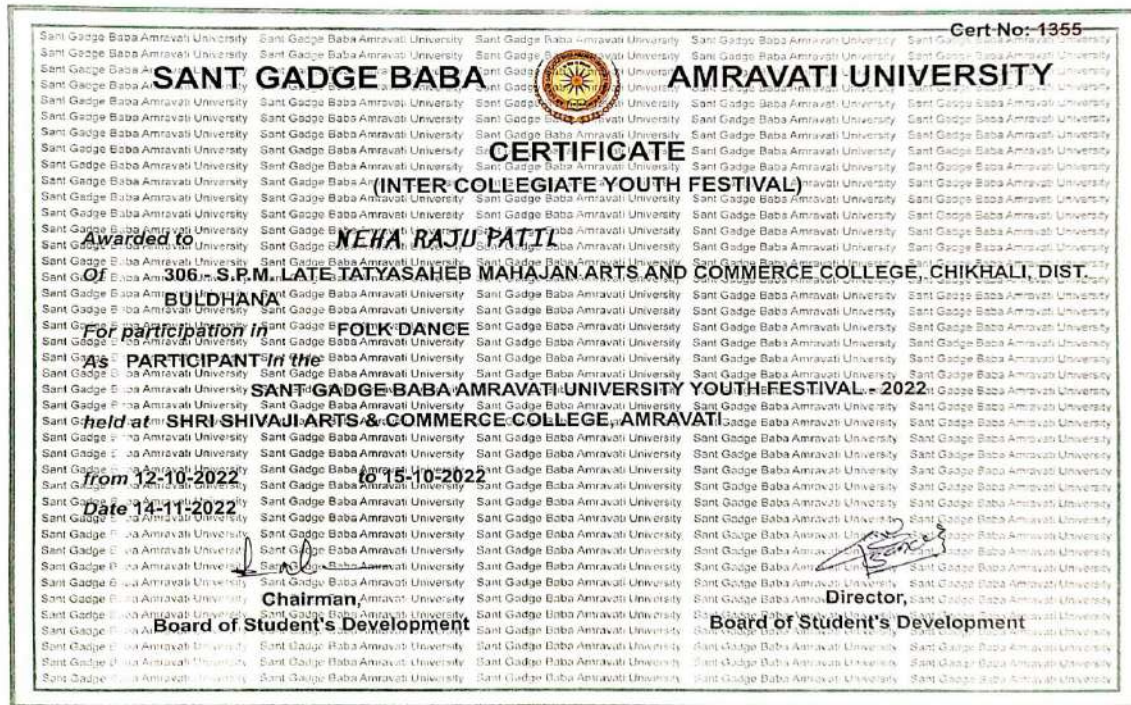 Cert No: 1355
SANT GADGE BABA AMRAVATI UNIVERSITY
CERTIFICATE
(INTER COLLEGIATE YOUTH FESTIVAL)
Awarded to NEHA RAJU PATIL
Of 306 - S.P.M. LATE TATYASAHEB MAHAJAN ARTS AND COMMERCE COLLEGE, CHIKHALI, DIST.
BULDHANA
For participation in FOLK DANCE
As PARTICIPANT in the
SANT GADGE BABA AMRAVATI UNIVERSITY YOUTH FESTIVAL - 2022
held at SHRI SHIVAJI ARTS & COMMERCE COLLEGE, AMRAVATI
from 12-10-2022 to 15-10-2022
Date 14-11-2022
Chairman, Director,
Board of Student's Development Board of Student's Development